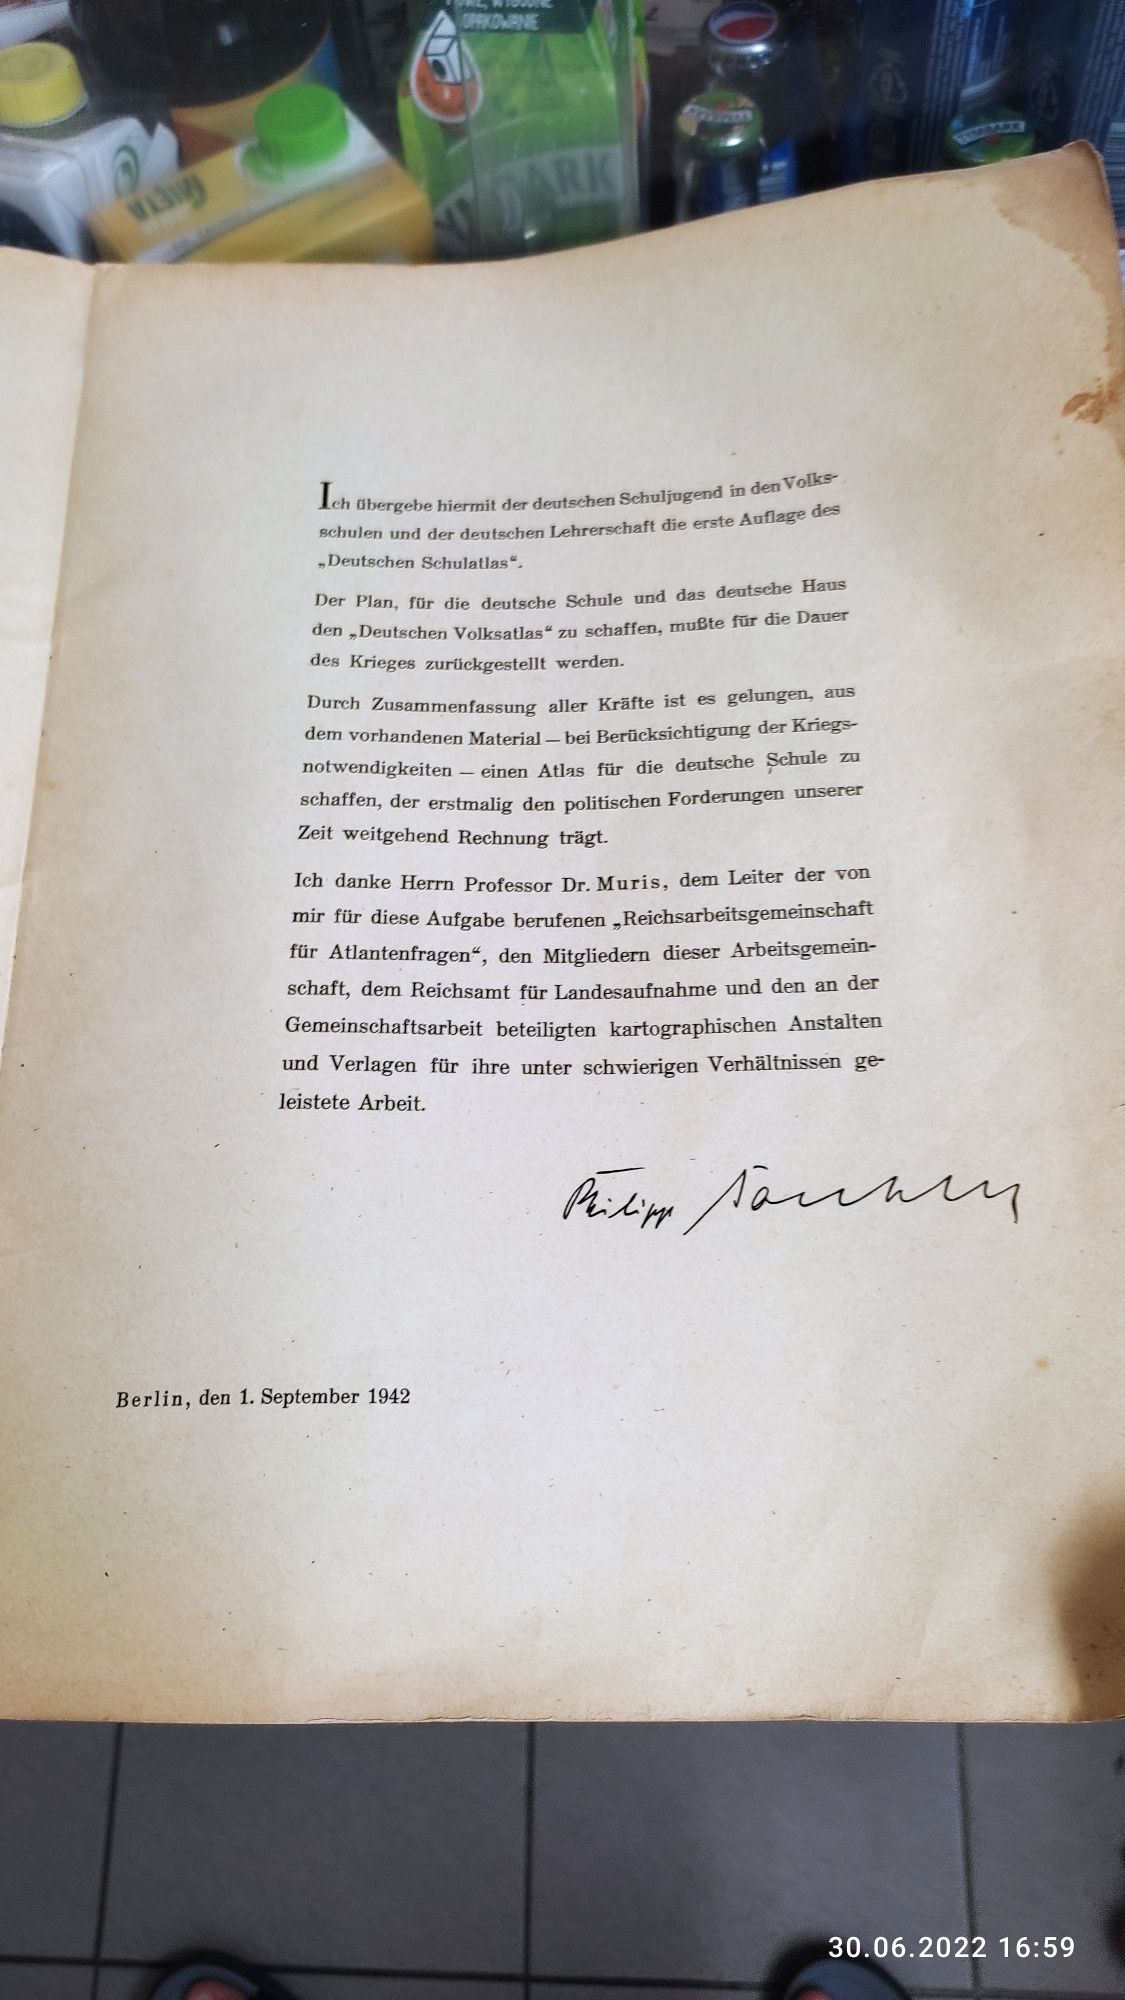 DARK
Ich übergebe hiermit der deutschen Schuljugend in den Volks-
schulen und der deutschen Lehrerschaft die erste Auflage des
„Deutschen Schulatlas“.
Der Plan, für die deutsche Schule und das deutsche Haus
den „Deutschen Volksatlas“ zu schaffen, mußte für die Dauer
des Krieges zurückgestellt werden.
Durch Zusammenfassung aller Kräfte ist es gelungen, aus
dem vorhandenen Material — bei Berücksichtigung der Kriegs-
notwendigkeiten — einen Atlas für die deutsche Schule zu
schaffen, der erstmalig den politischen Forderungen unserer
Zeit weitgehend Rechnung trägt.
Ich danke Herrn Professor Dr. Muris, dem Leiter der von
mir für diese Aufgabe berufenen „Reichsarbeitsgemeinschaft
für Atlantenfragen“, den Mitgliedern dieser Arbeitsgemein-
schaft, dem Reichsamt für Landesaufnahme und den an der
Gemeinschaftsarbeit beteiligten kartographischen Anstalten
und Verlagen für ihre unter schwierigen Verhältnissen ge-
leistete Arbeit.
Philipp
Berlin, den 1. September 1942
30.06.2022 16:59